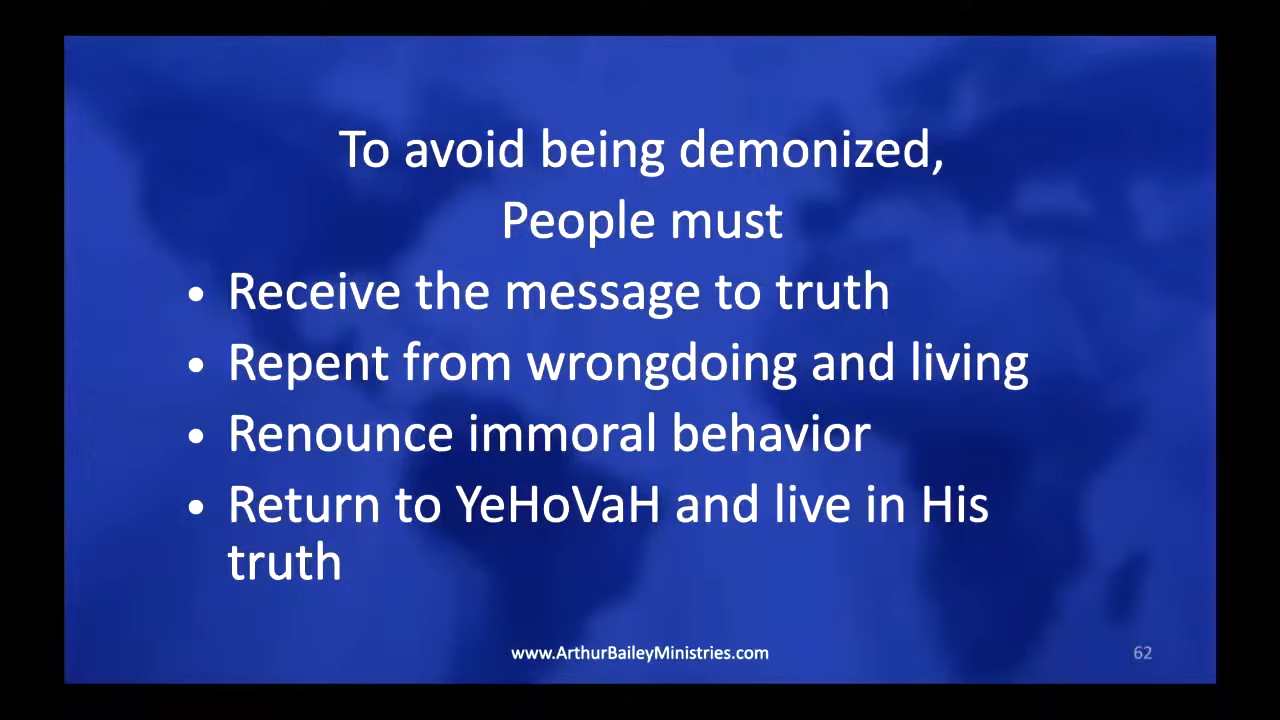 To avoid being demonized,
People must
• Receive the message to truth
• Repent from wrongdoing and living
• Renounce immoral behavior
• Return to YeHoVaH and live in His
truth
www.ArthurBaileyMinistries.com
62